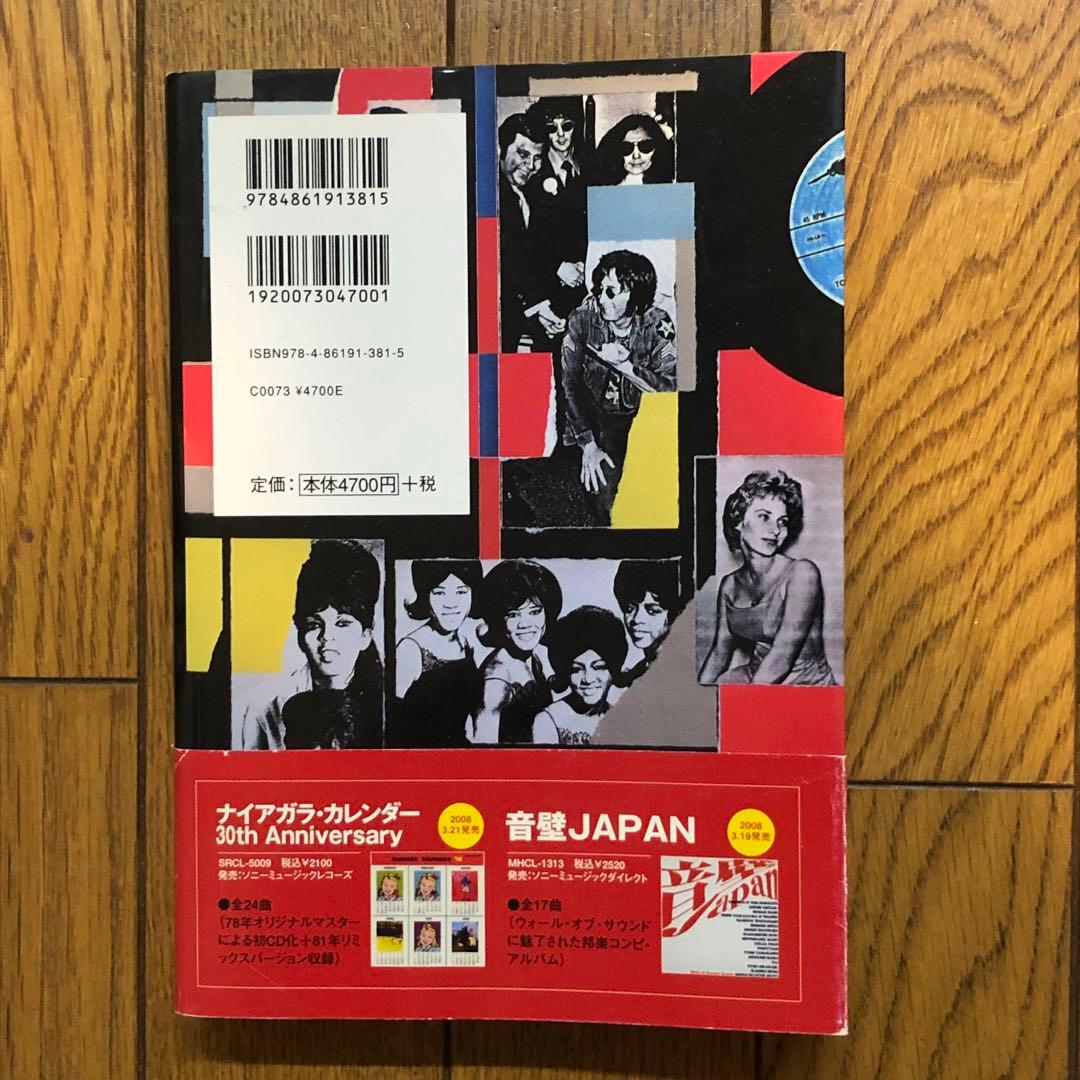 9784861913815
1920073047001
ISBN978-4-86191-381-5
C0073 ¥4700E
定価：本体4700円+税
45 RPM
ナイアガラ・カレンダー
30th Anniversary
2008
3.21発売
SRCL-5009 税込¥2100
発売：ソニーミュージックレコーズ
●全24曲
(78年オリジナルマスター
による初CD化+81年リミ
ックスバージョン収録)
音壁JAPAN
2008
3.19発売
MHCL-1313 税込¥2520
発売：ソニーミュージックダイレクト
●全17曲
(ウォール・オブ・サウンド
に魅了された邦楽コンピ・
アルバム)
音壁
Japan